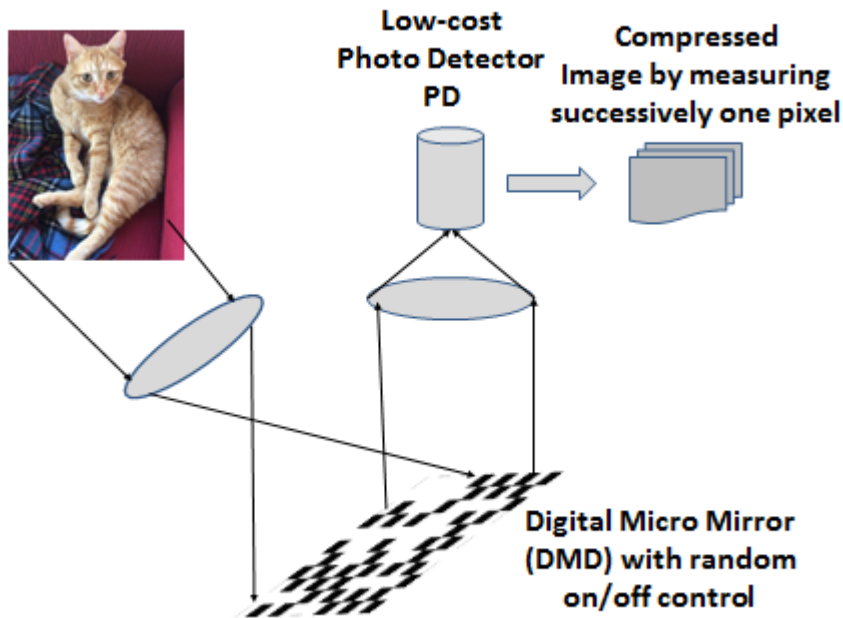 Low-cost
Photo Detector
PD
Compressed
Image by measuring
successively one pixel
Digital Micro Mirror
(DMD) with random
on/off control